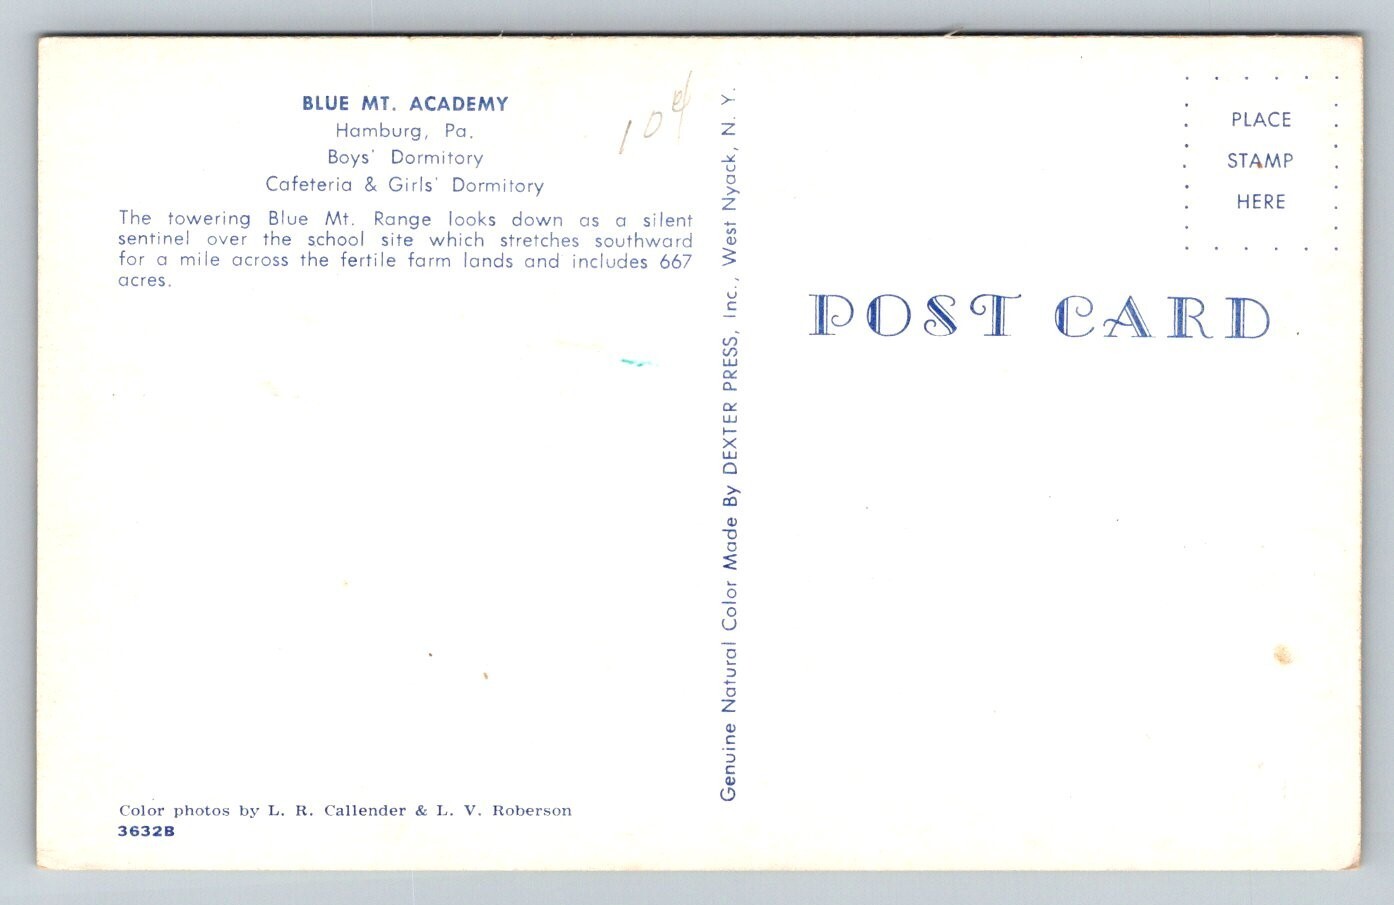 BLUE MT. ACADEMY
Hamburg, Pa.
Boys' Dormitory
Cafeteria & Girls' Dormitory
The towering Blue Mt. Range looks down as a silent
sentinel over the school site which stretches southward
for a mile across the fertile farm lands and includes 667
acres.
10¢
Color photos by L. R. Callender & L. V. Roberson
3632B
Genuine Natural Color Made By DEXTER PRESS, Inc., West Nyack, N. Y.
PLACE
STAMP
HERE
POST CARD